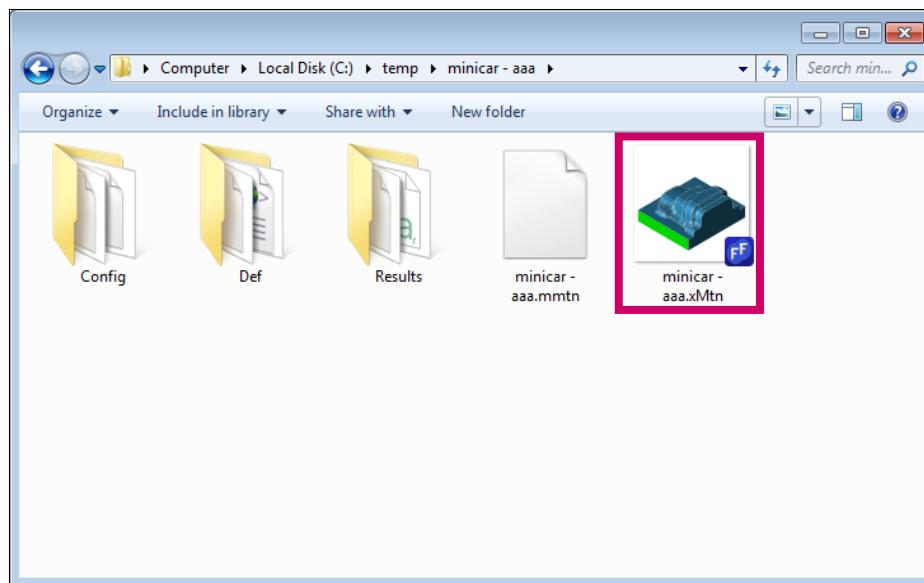 Computer Local Disk (C:) temp minicar - aaa
Search min...
Organize Include in library Share with New folder
Config
Def
Results
minicar -
aaa.mmtn
minicar -
aaa.xMtn
FF